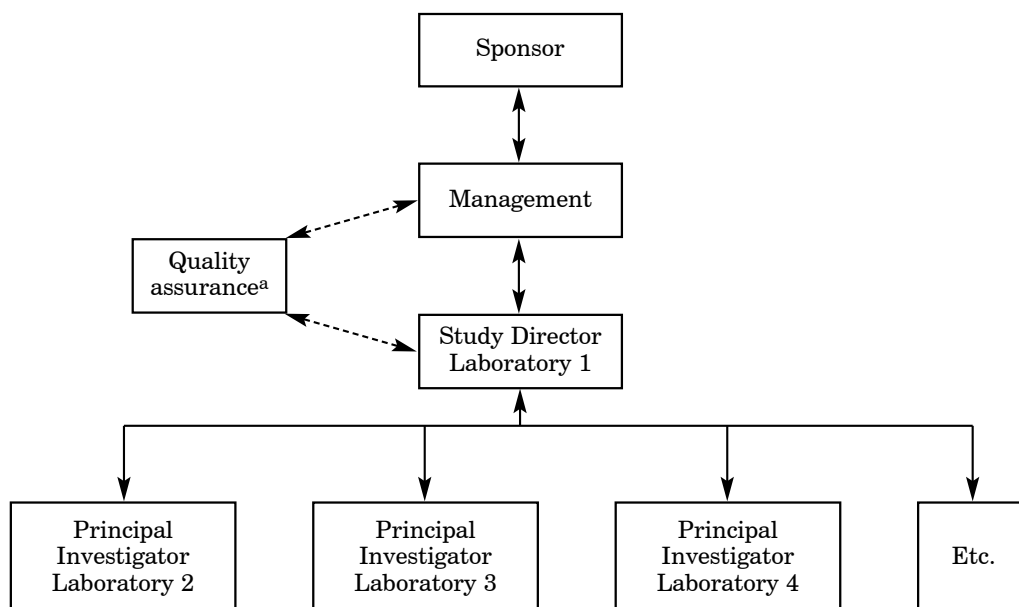 Sponsor
Management
Quality
assuranceᵃ
Study Director
Laboratory 1
Principal
Investigator
Laboratory 2
Principal
Investigator
Laboratory 3
Principal
Investigator
Laboratory 4
Etc.